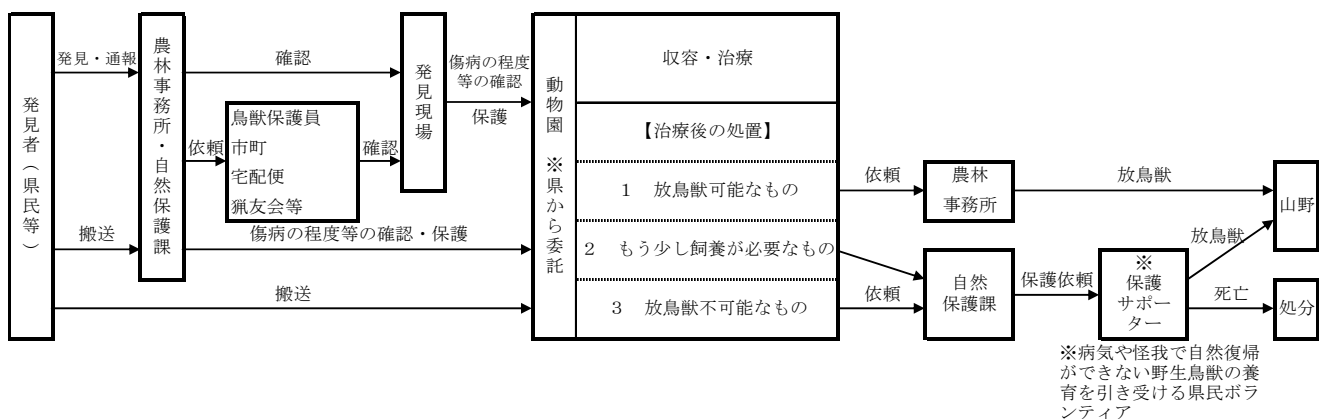 発見者（県民等）
発見・通報
搬送
搬送
農林事務所・自然保護課
確認
依頼
鳥獣保護員
市町
宅配便
猟友会等
確認
傷病の程度等の確認・保護
発見現場
傷病の程度
等の確認
保護
動物園　※県から委託
収容・治療
【治療後の処置】
1　放鳥獣可能なもの
2　もう少し飼養が必要なもの
3　放鳥獣不可能なもの
依頼
依頼
農林
事務所
自然
保護課
放鳥獣
保護依頼
※
保護
サポー
ター
放鳥獣
死亡
山野
処分
※病気や怪我で自然復帰
ができない野生鳥獣の養
育を引き受ける県民ボラ
ンティア